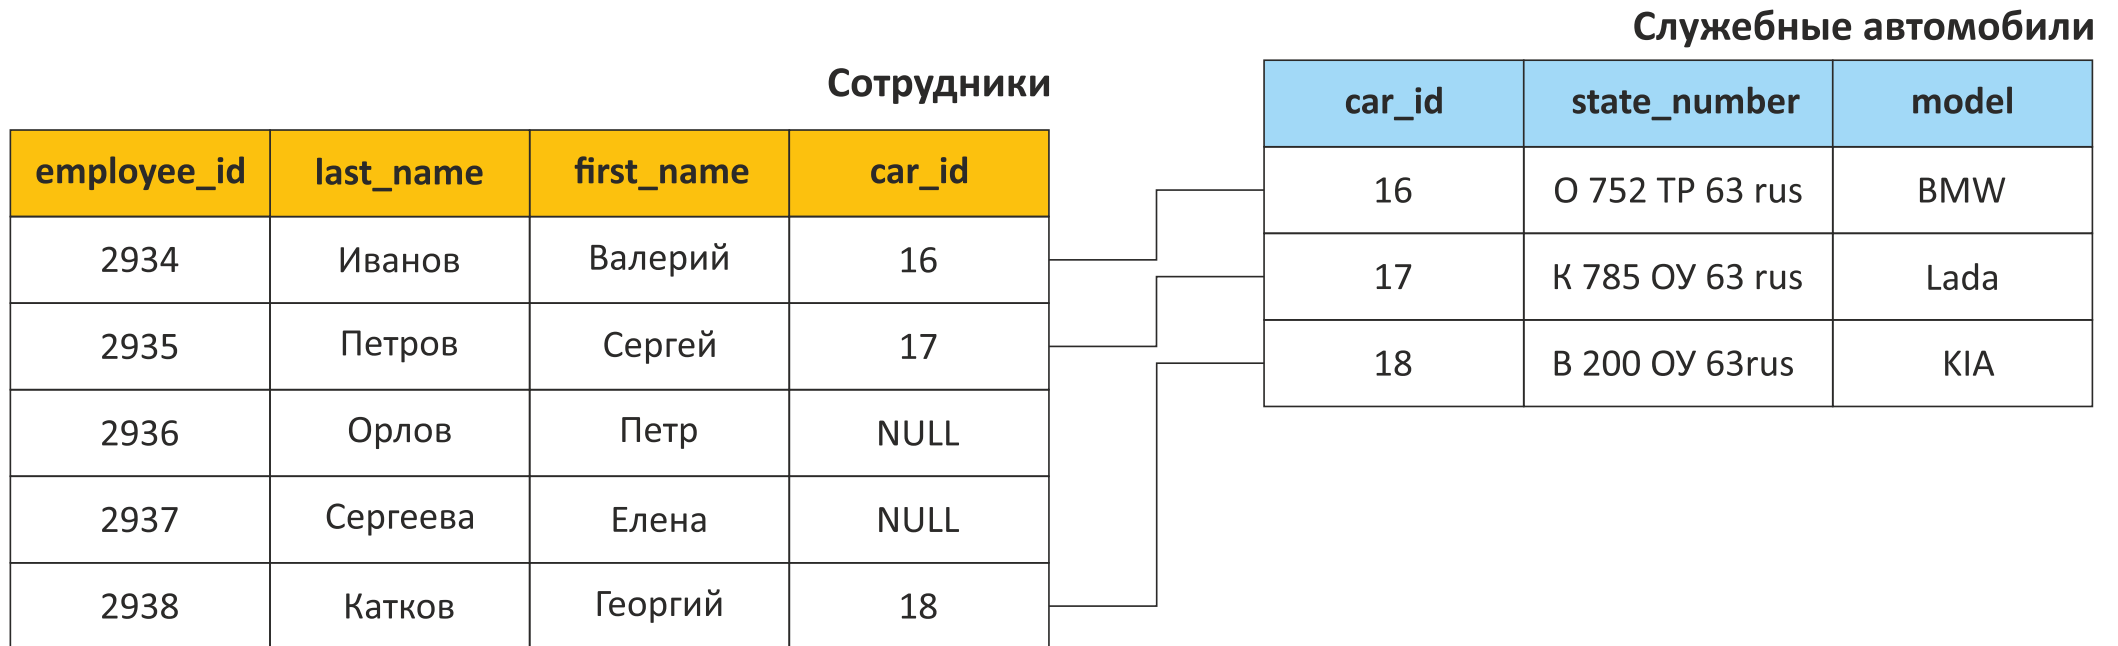 Служебные автомобили
car_id state_number model
16 О 752 ТР 63 rus BMW
17 К 785 ОУ 63 rus Lada
18 В 200 ОУ 63rus KIA
Сотрудники
employee_id last_name first_name car_id
2934 Иванов Валерий 16
2935 Петров Сергей 17
2936 Орлов Петр NULL
2937 Сергеева Елена NULL
2938 Катков Георгий 18